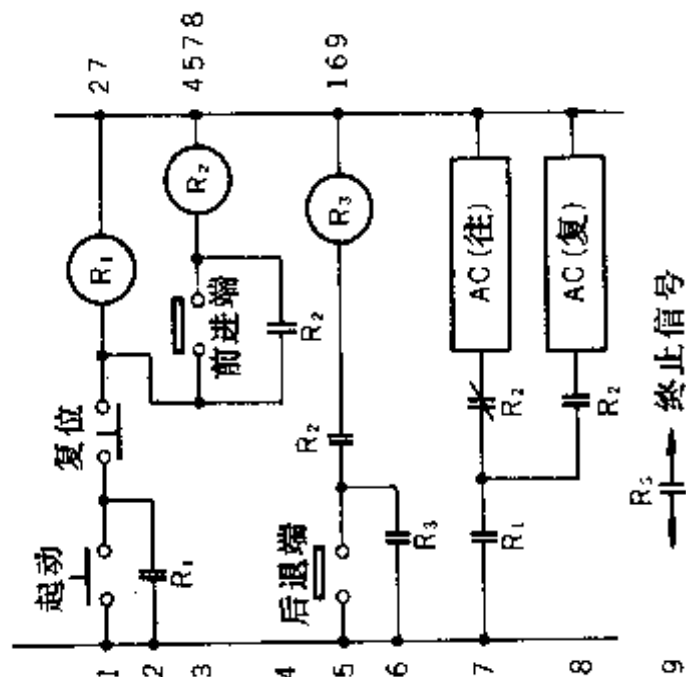 27
4578
169
R₁
R₂
R₃
AC(往)
AC(复)
前进端
R₂
复位
R₂
R₂
R₂
起动
R₁
后退端
R₃
R₁
R₃
终止信号
1
2
3
4
5
6
7
8
9